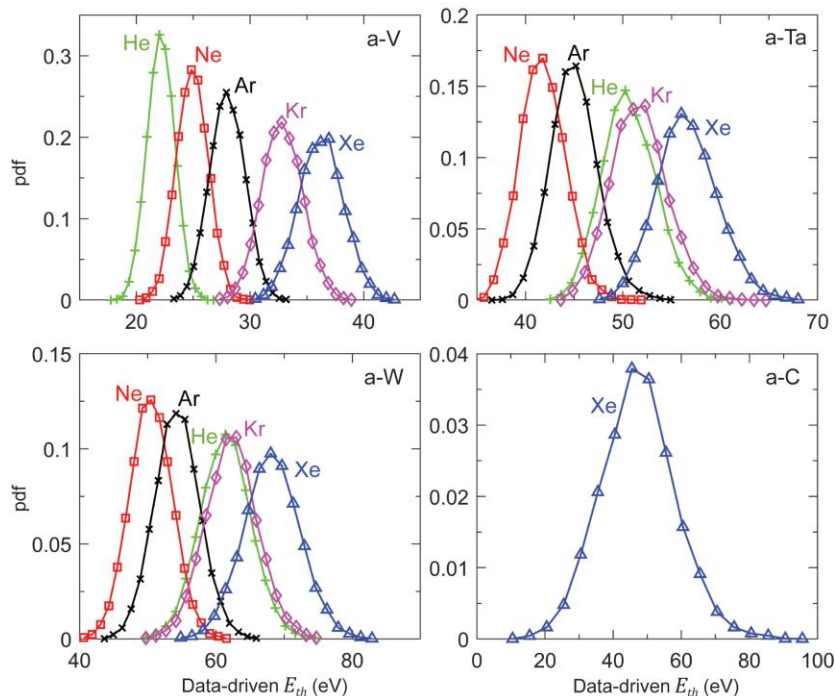 a-V
He
Ne
Ar
Kr
Xe
pdf
0.3
0.2
0.1
0
20
30
40
a-Ta
Ne
Ar
He
Kr
Xe
0.2
0.15
0.1
0.05
0
40
50
60
70
a-W
Ne
Ar
He
Kr
Xe
pdf
0.15
0.1
0.05
0
40
60
80
Data-driven E_th (eV)
a-C
Xe
0.04
0.03
0.02
0.01
0
0
20
40
60
80
100
Data-driven E_th (eV)